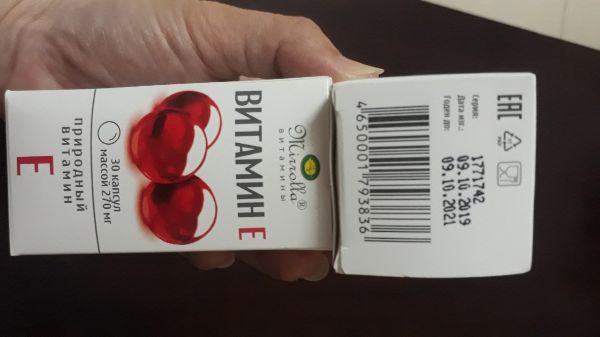 Mirrolla®
витамины
ВИТАМИН Е
30 капсул
массой 270 мг
природный
витамин
Е
4650001793836
Серия: 1771742
Дата изг.: 09.10.2019
Годен до: 09.10.2021
EAC